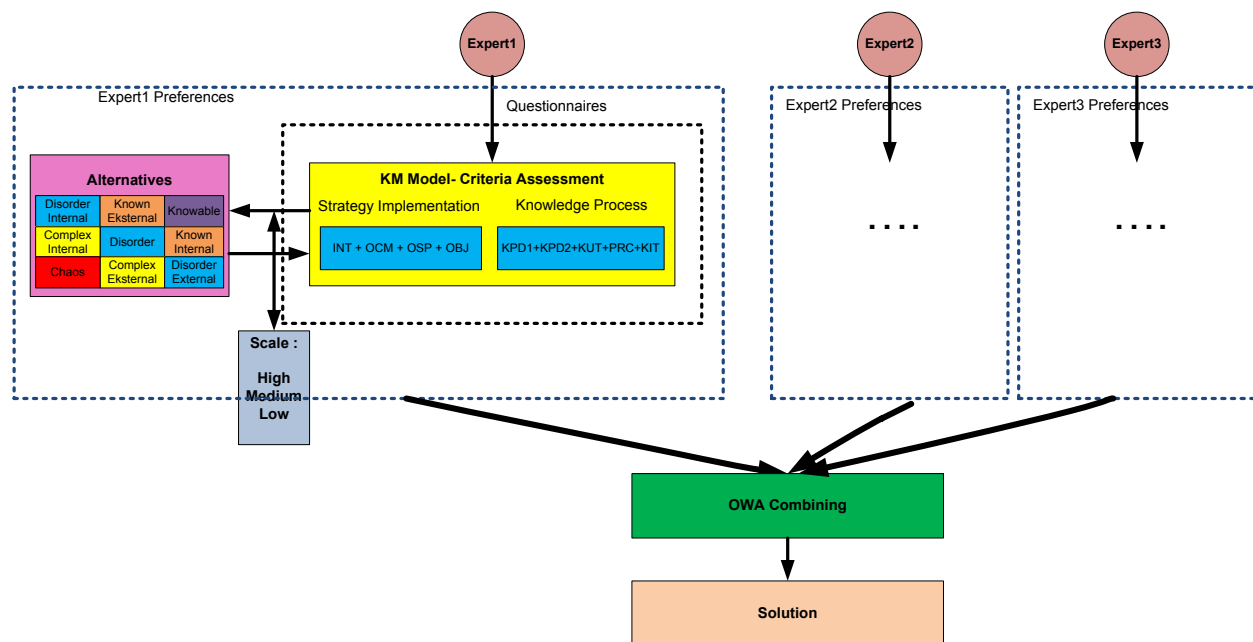 Expert1
Expert2
Expert3
Expert1 Preferences
Questionnaires
Expert2 Preferences
Expert3 Preferences
Alternatives
Disorder
Internal
Known
Eksternal
Knowable
Complex
Internal
Disorder
Known
Internal
Chaos
Complex
Eksternal
Disorder
External
KM Model- Criteria Assessment
Strategy Implementation
Knowledge Process
INT + OCM + OSP + OBJ
KPD1+KPD2+KUT+PRC+KIT
....
....
Scale :
High
Medium
Low
OWA Combining
Solution